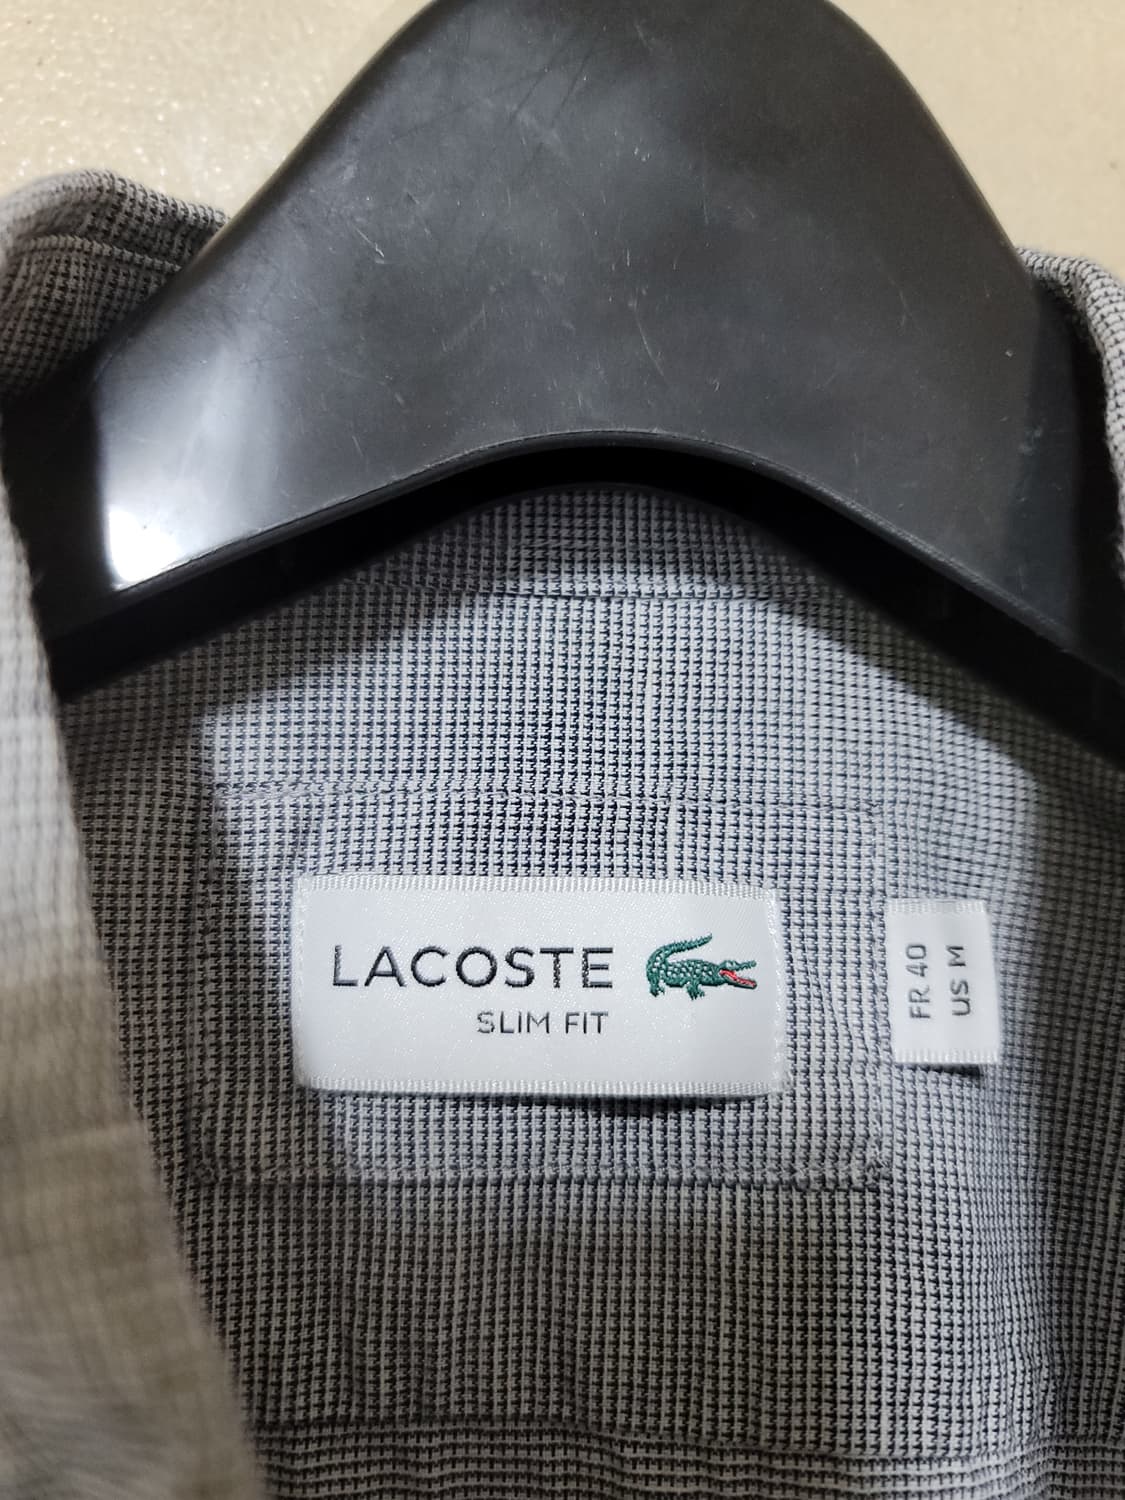 LACOSTE
SLIM FIT
FR 40
US M